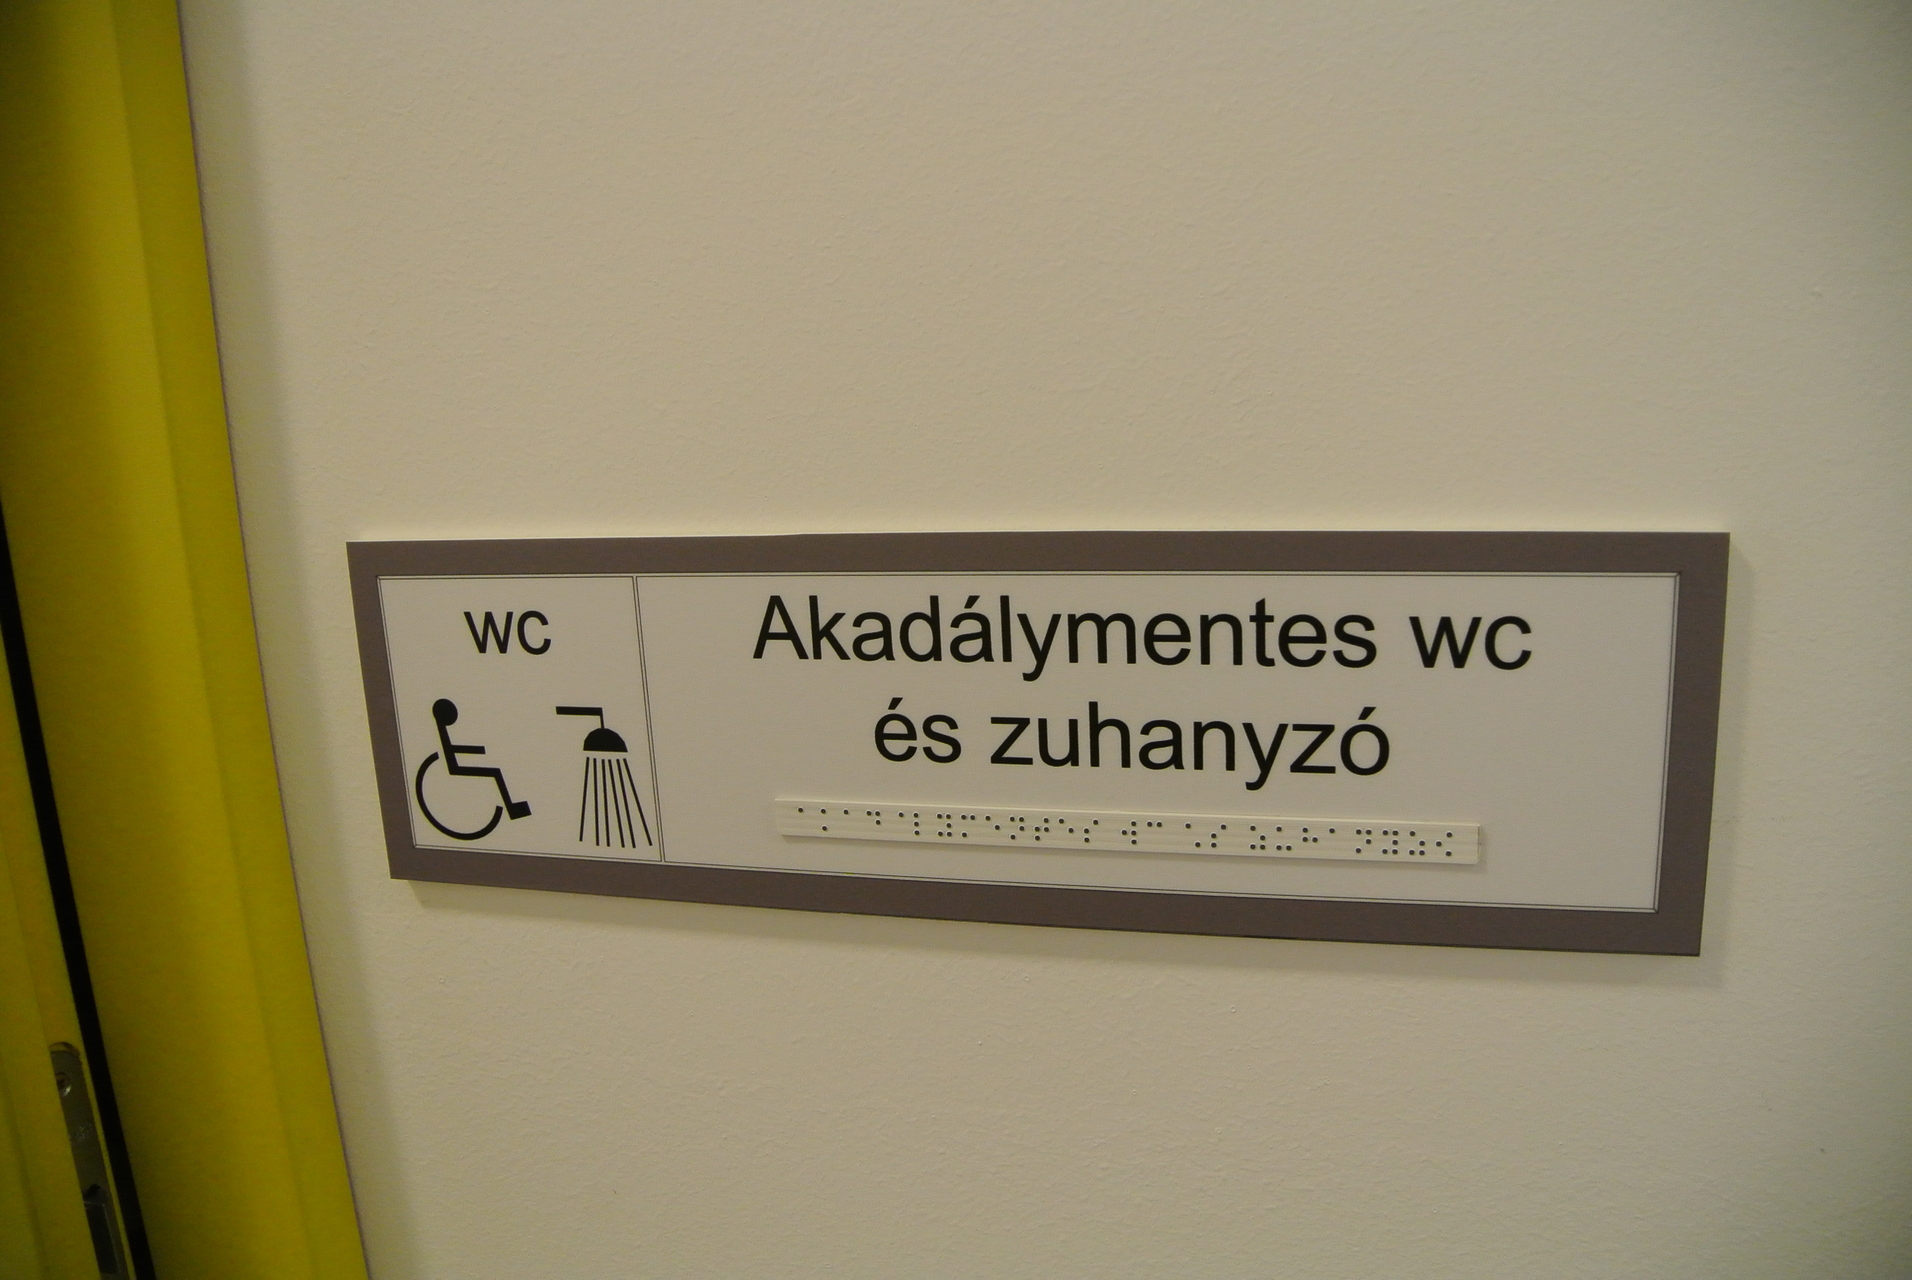 WC
Akadálymentes wc
és zuhanyzó